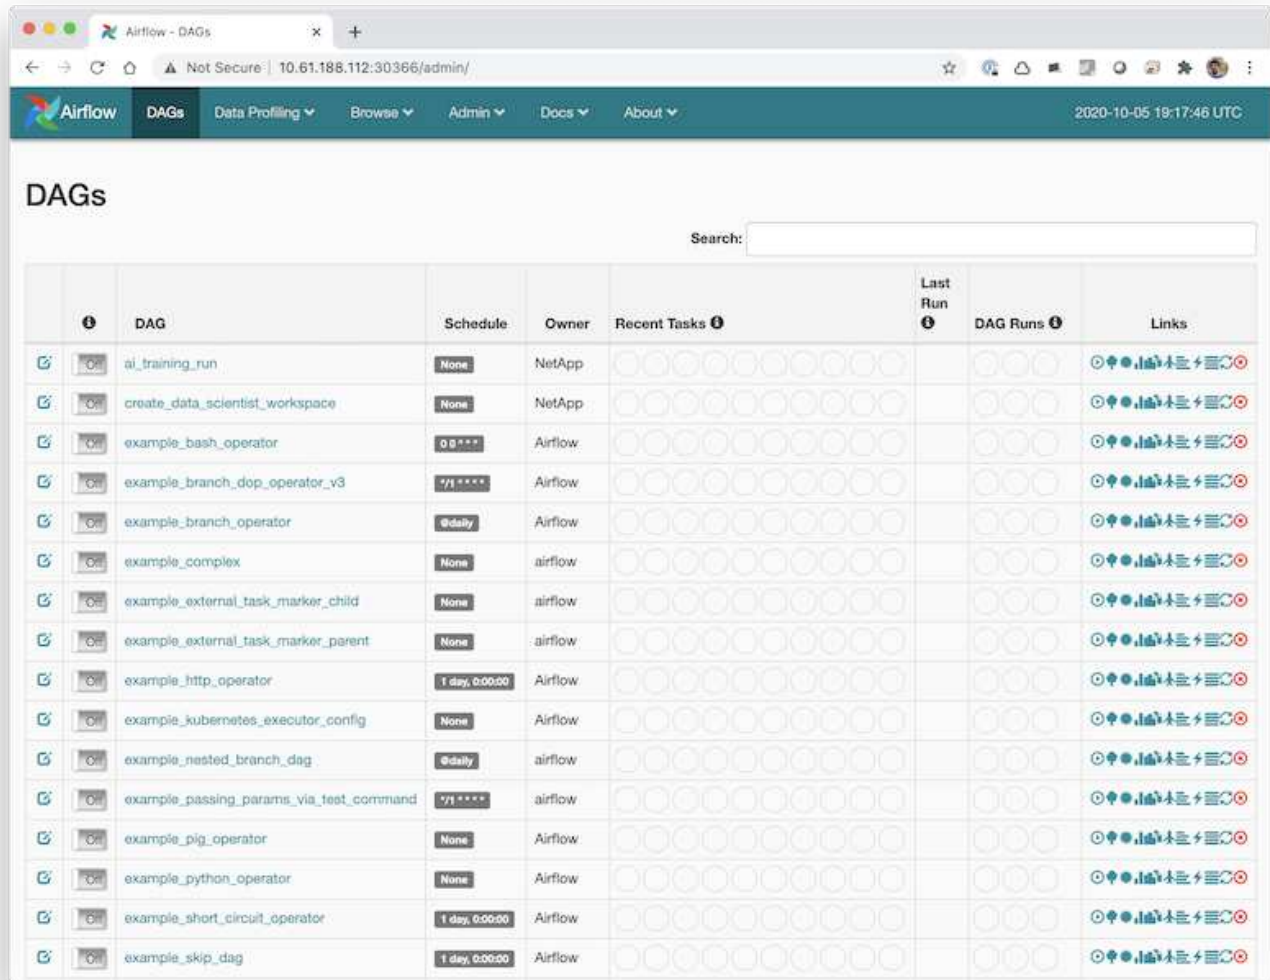 Airflow - DAGs
Not Secure | 10.61.188.112:30366/admin/
Airflow DAGs Data Profiling Browse Admin Docs About 2020-10-05 19:17:46 UTC
DAGs
Search:
DAG Schedule Owner Recent Tasks Last Run DAG Runs Links
Off ai_training_run None NetApp
Off create_data_scientist_workspace None NetApp
Off example_bash_operator 0 0 * * * Airflow
Off example_branch_dop_operator_v3 */1 * * * * Airflow
Off example_branch_operator @daily Airflow
Off example_complex None airflow
Off example_external_task_marker_child None airflow
Off example_external_task_marker_parent None airflow
Off example_http_operator 1 day, 0:00:00 Airflow
Off example_kubernetes_executor_config None Airflow
Off example_nested_branch_dag @daily airflow
Off example_passing_params_via_test_command */1 * * * * airflow
Off example_pig_operator None Airflow
Off example_python_operator None Airflow
Off example_short_circuit_operator 1 day, 0:00:00 Airflow
Off example_skip_dag 1 day, 0:00:00 Airflow